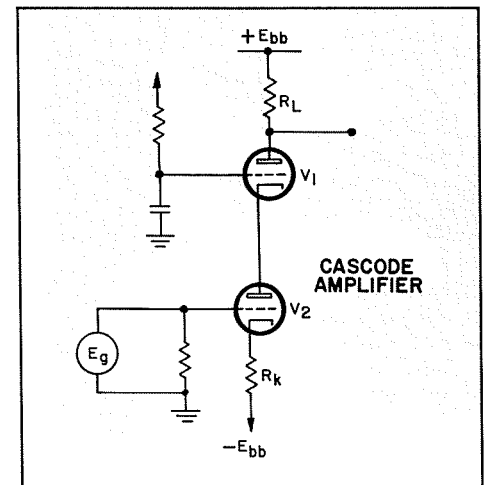 +Ebb
RL
V1
CASCODE
AMPLIFIER
V2
Eg
Rk
-Ebb